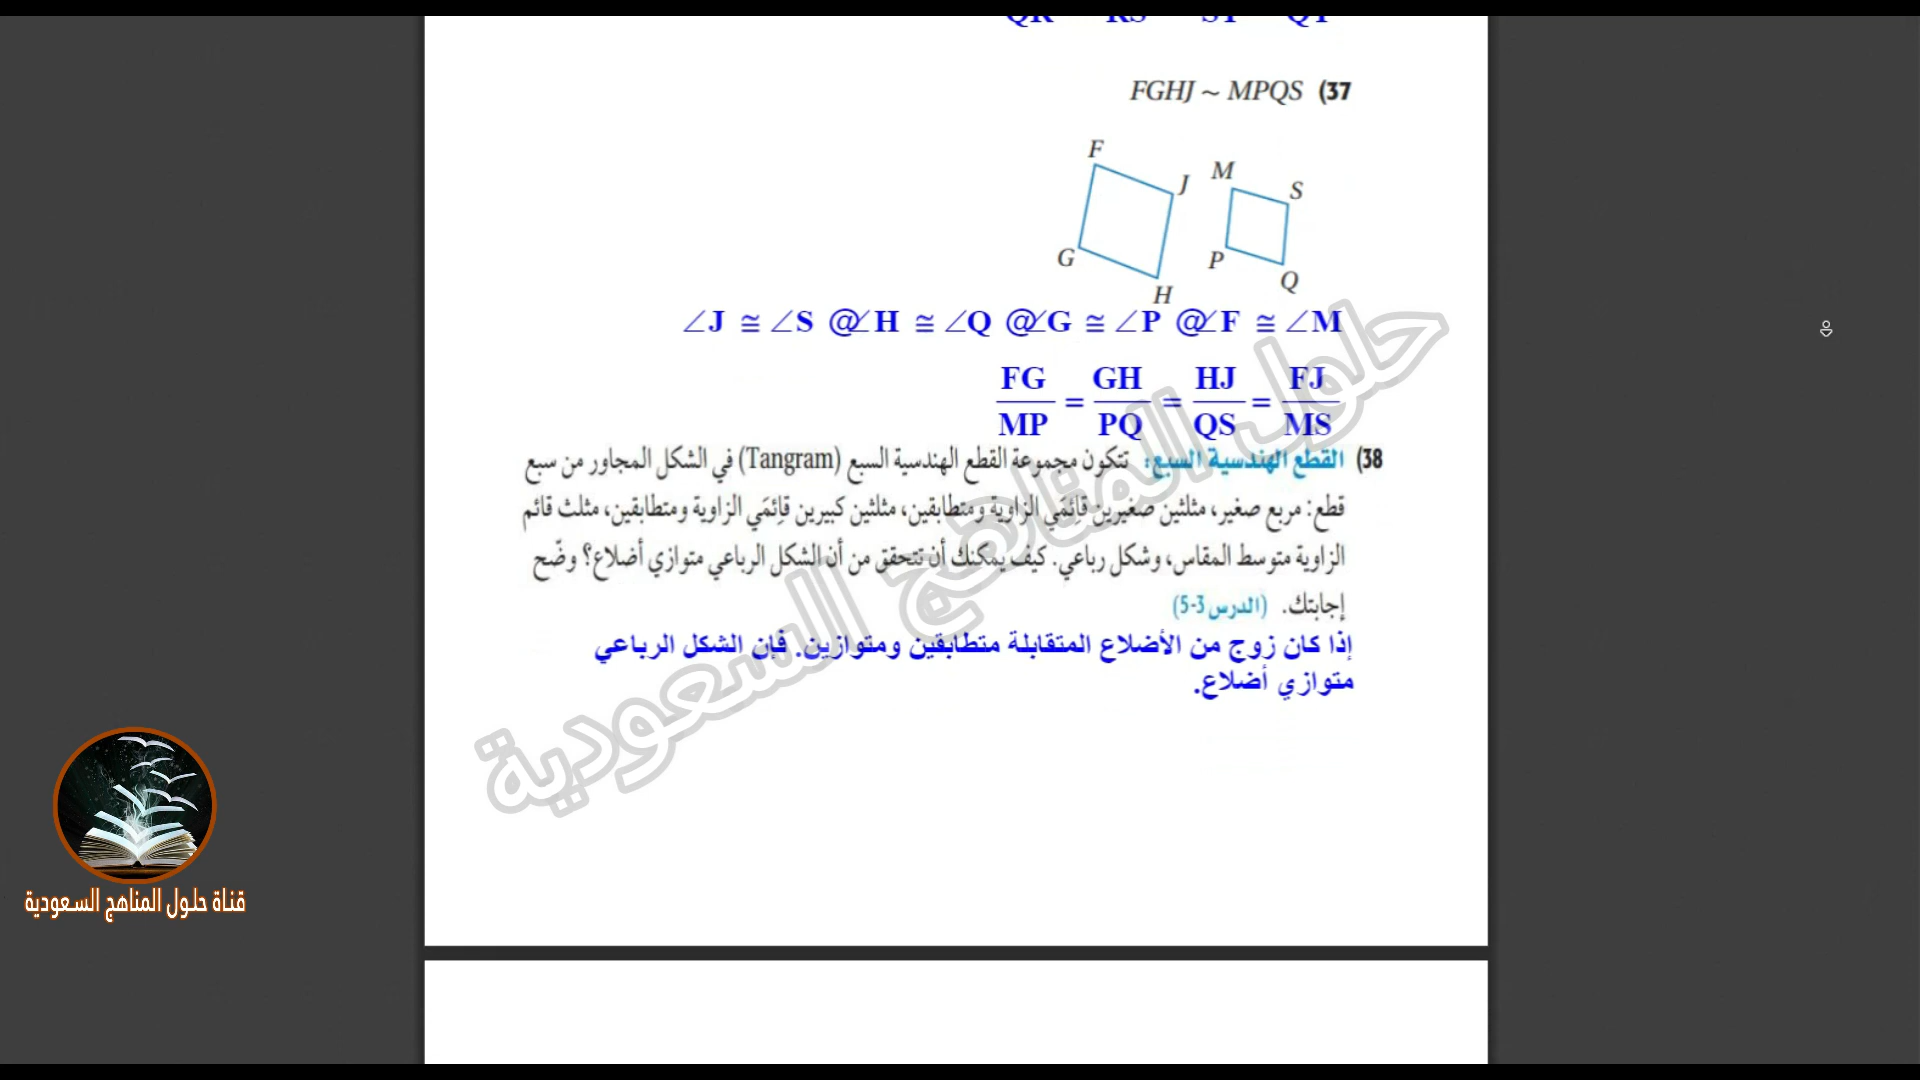 FGHJ ~ MPQS (37
F
J
M
S
G
P
Q
H
∠J ≅ ∠S @∠H ≅ ∠Q @∠G ≅ ∠P @∠F ≅ ∠M
FG/MP = GH/PQ = HJ/QS = FJ/MS
38) القطع الهندسية السبع: تتكون مجموعة القطع الهندسية السبع (Tangram) في الشكل المجاور من سبع
قطع: مربع صغير، مثلثين صغيرين قائمَي الزاوية ومتطابقين، مثلثين كبيرين قائِمَي الزاوية ومتطابقين، مثلث قائم
الزاوية متوسط المقاس، وشكل رباعي. كيف يمكنك أن تتحقق من أن الشكل الرباعي متوازي أضلاع؟ وضّح
إجابتك. (الدرس 3-5)
إذا كان زوج من الأضلاع المتقابلة متطابقين ومتوازين. فإن الشكل الرباعي
متوازي أضلاع.
حلول المناهج السعودية
قناة حلول المناهج السعودية